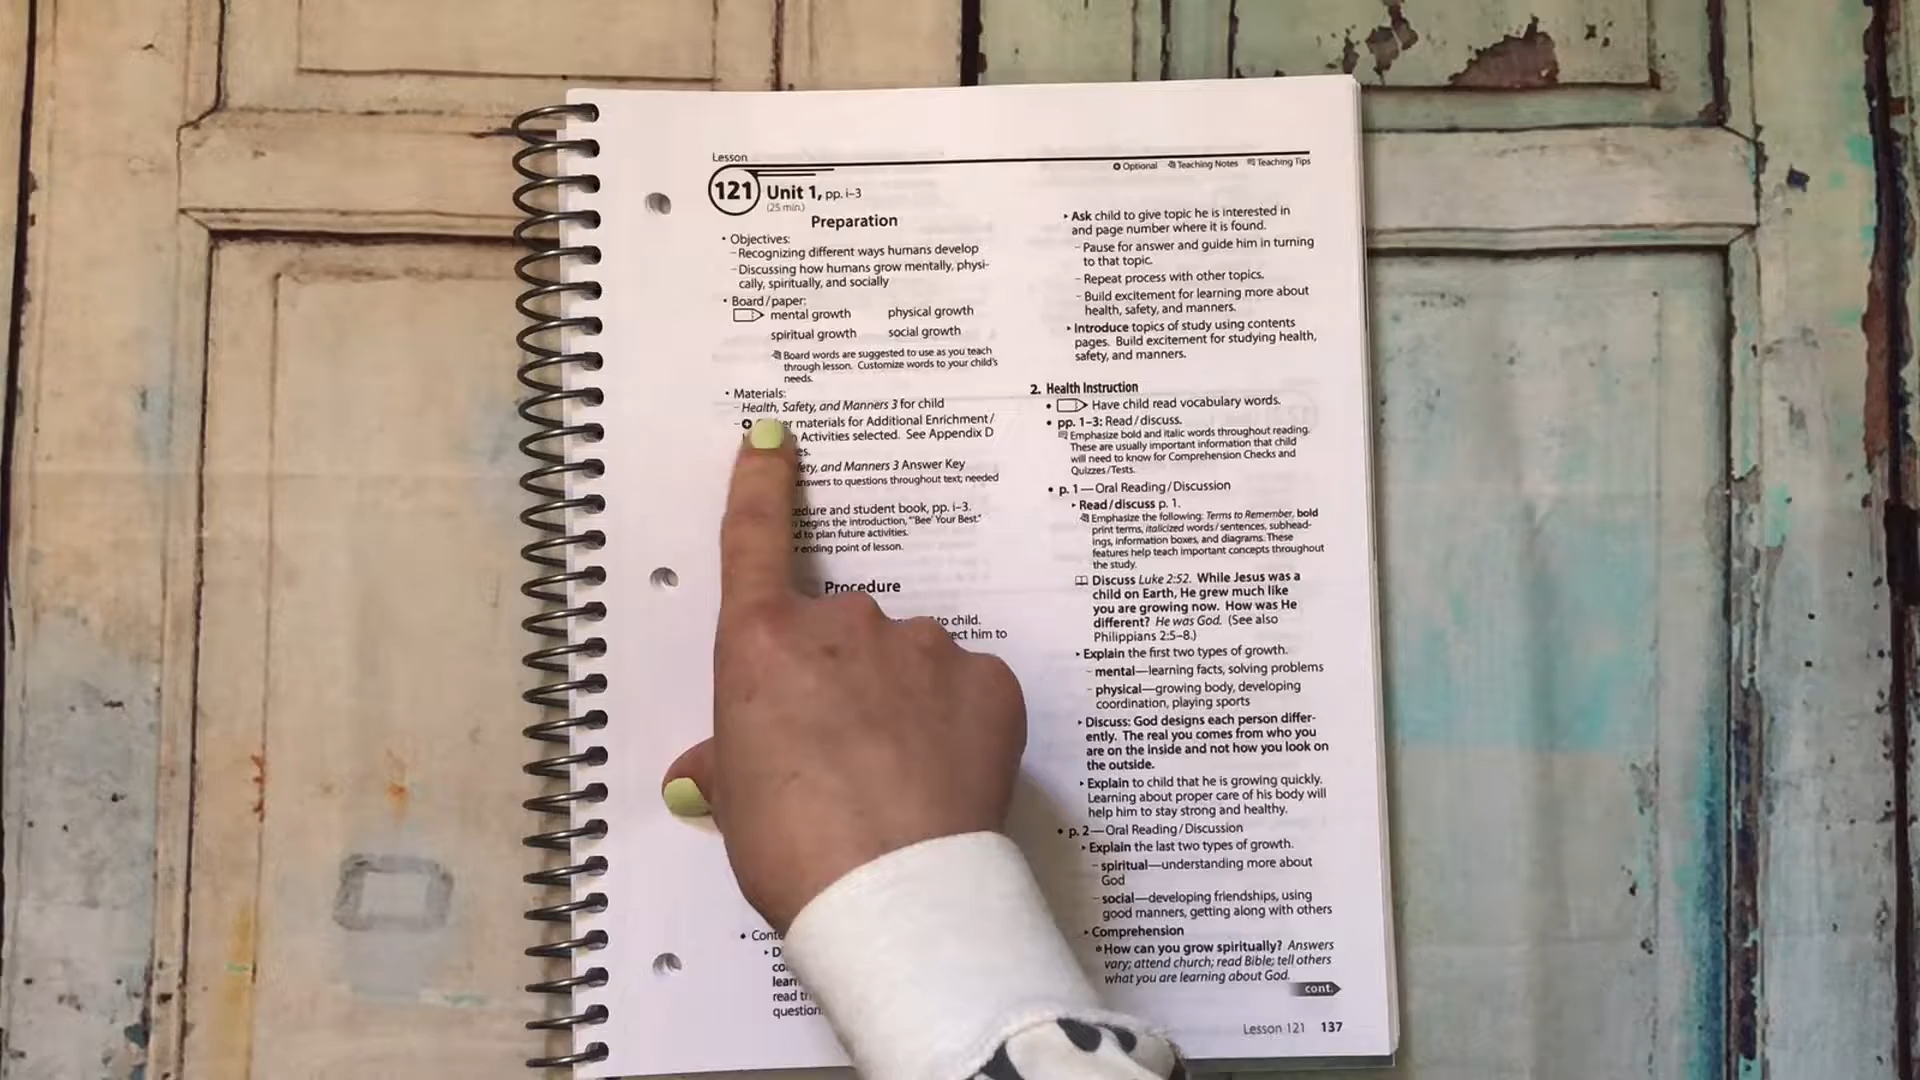 Lesson
Optional Teaching Notes Teaching Tips
121 Unit 1, pp. i–3
(25 min.)
Preparation
• Objectives:
–Recognizing different ways humans develop
–Discussing how humans grow mentally, physi-
cally, spiritually, and socially
• Board/paper:
mental growth physical growth
spiritual growth social growth
Board words are suggested to use as you teach
through lesson. Customize words to your child's
needs.
• Materials:
–Health, Safety, and Manners 3 for child
materials for Additional Enrichment/
Activities selected. See Appendix D
and Manners 3 Answer Key
answers to questions throughout text; needed
and student book, pp. i–3.
begins the introduction, "'Bee' Your Best."
to plan future activities.
ending point of lesson.
Procedure
to child.
him to
learn
read
question
‣ Ask child to give topic he is interested in
and page number where it is found.
– Pause for answer and guide him in turning
to that topic.
– Repeat process with other topics.
– Build excitement for learning more about
health, safety, and manners.
‣ Introduce topics of study using contents
pages. Build excitement for studying health,
safety, and manners.
2. Health Instruction
• Have child read vocabulary words.
• pp. 1–3: Read/discuss.
Emphasize bold and italic words throughout reading.
These are usually important information that child
will need to know for Comprehension Checks and
Quizzes/Tests.
• p. 1—Oral Reading/Discussion
‣ Read/discuss p. 1.
Emphasize the following: Terms to Remember, bold
print terms, italicized words/sentences, subhead-
ings, information boxes, and diagrams. These
features help teach important concepts throughout
the study.
Discuss Luke 2:52. While Jesus was a
child on Earth, He grew much like
you are growing now. How was He
different? He was God. (See also
Philippians 2:5–8.)
‣ Explain the first two types of growth.
– mental—learning facts, solving problems
– physical—growing body, developing
coordination, playing sports
‣ Discuss: God designs each person differ-
ently. The real you comes from who you
are on the inside and not how you look on
the outside.
‣ Explain to child that he is growing quickly.
Learning about proper care of his body will
help him to stay strong and healthy.
• p. 2—Oral Reading/Discussion
‣ Explain the last two types of growth.
– spiritual—understanding more about
God
– social—developing friendships, using
good manners, getting along with others
‣ Comprehension
How can you grow spiritually? Answers
vary; attend church; read Bible; tell others
what you are learning about God.
cont.
Lesson 121 137